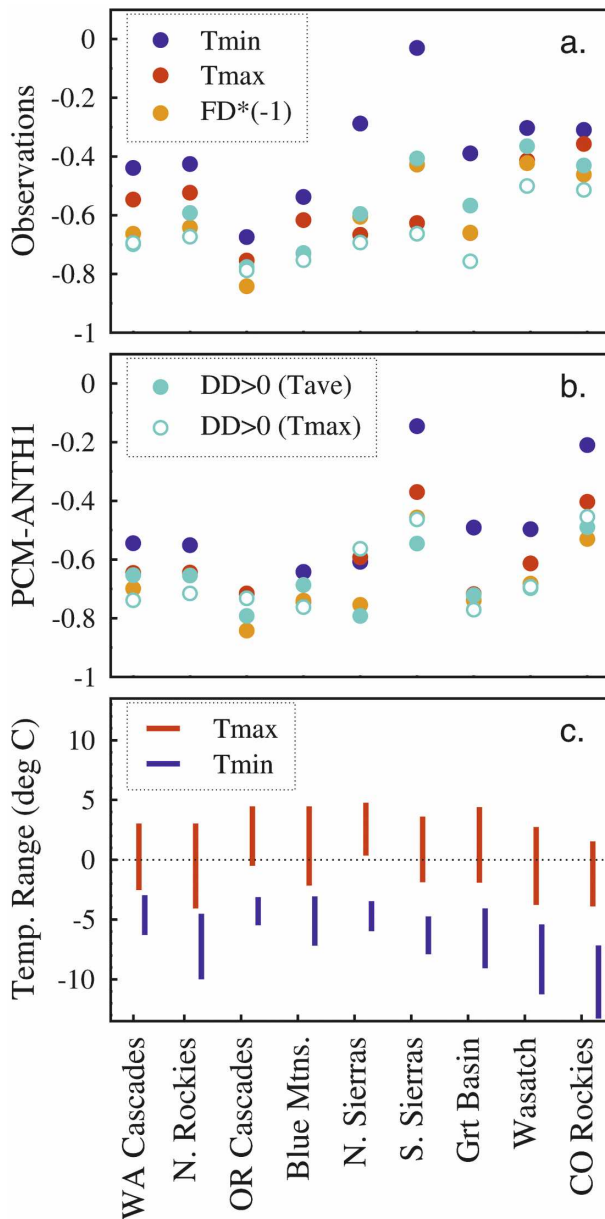 a.
Tmin
Tmax
FD*(-1)
Observations
0
-0.2
-0.4
-0.6
-0.8
-1
b.
DD>0 (Tave)
DD>0 (Tmax)
PCM-ANTH1
0
-0.2
-0.4
-0.6
-0.8
-1
c.
Tmax
Tmin
Temp. Range (deg C)
10
5
0
-5
-10
WA Cascades
N. Rockies
OR Cascades
Blue Mtns.
N. Sierras
S. Sierras
Grt Basin
Wasatch
CO Rockies